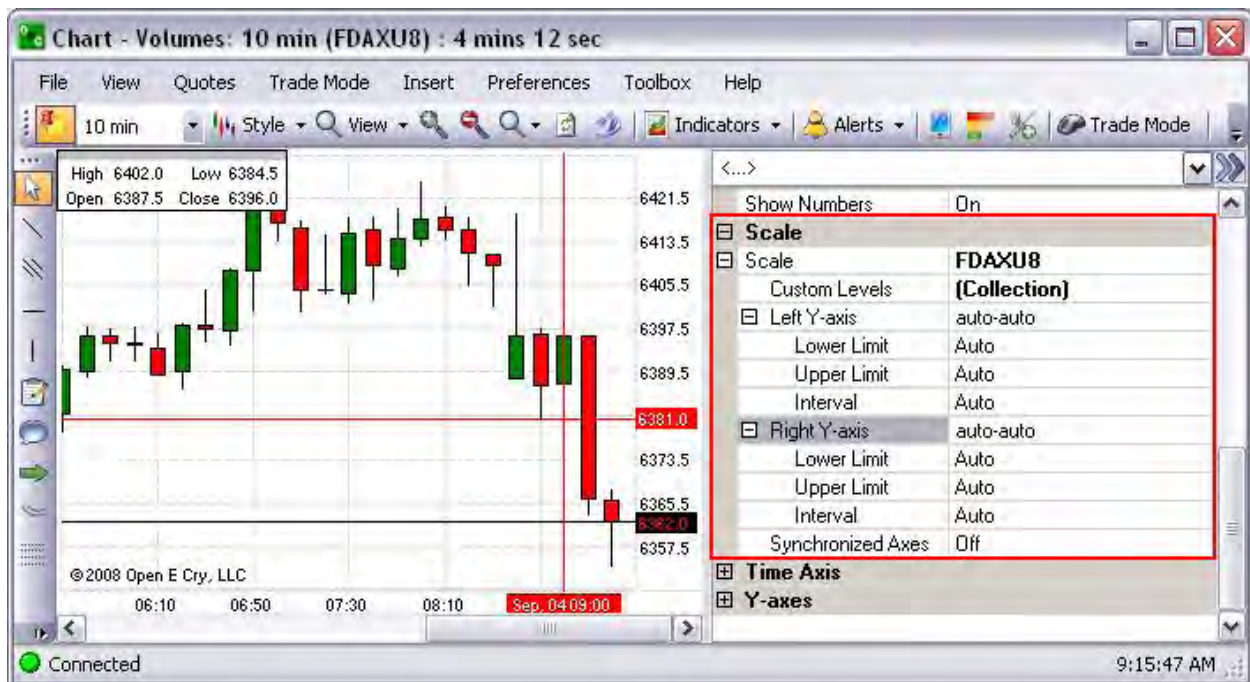 Chart - Volumes: 10 min (FDAXU8) : 4 mins 12 sec
File View Quotes Trade Mode Insert Preferences Toolbox Help
10 min Style View Indicators Alerts Trade Mode
High 6402.0 Low 6384.5
Open 6387.5 Close 6396.0
6421.5
6413.5
6405.5
6397.5
6389.5
6381.0
6373.5
6365.5
6362.0
6357.5
©2008 Open E Cry, LLC
06:10 06:50 07:30 08:10 Sep, 04 09:00
<...>
Show Numbers On
Scale
Scale FDAXU8
Custom Levels (Collection)
Left Y-axis auto-auto
Lower Limit Auto
Upper Limit Auto
Interval Auto
Right Y-axis auto-auto
Lower Limit Auto
Upper Limit Auto
Interval Auto
Synchronized Axes Off
Time Axis
Y-axes
Connected 9:15:47 AM